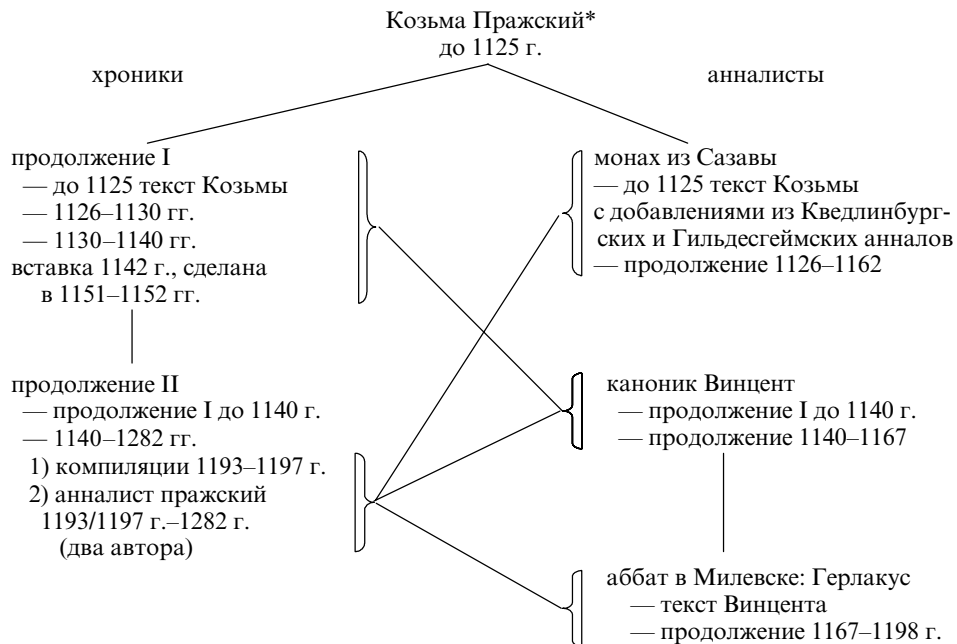 Козьма Пражский*
до 1125 г.
хроники
анналисты
продолжение I
— до 1125 текст Козьмы
— 1126–1130 гг.
— 1130–1140 гг.
вставка 1142 г., сделана
в 1151–1152 гг.
продолжение II
— продолжение I до 1140 г.
— 1140–1282 гг.
1) компиляции 1193–1197 г.
2) анналист пражский
1193/1197 г.–1282 г.
(два автора)
монах из Сазавы
— до 1125 текст Козьмы
с добавлениями из Кведлинбург-
ских и Гильдесгеймских анналов
— продолжение 1126–1162
каноник Винцент
— продолжение I до 1140 г.
— продолжение 1140–1167
аббат в Милевске: Герлакус
— текст Винцента
— продолжение 1167–1198 г.